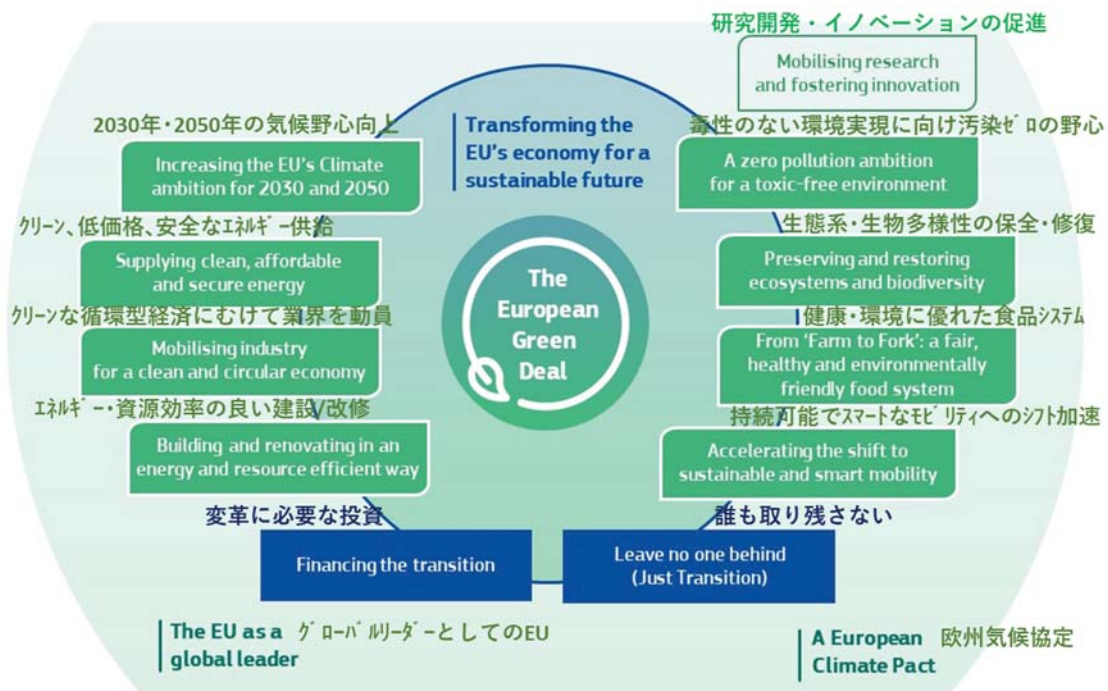 研究開発・イノベーションの促進
Mobilising research
and fostering innovation
2030年・2050年の気候野心向上
Increasing the EU's Climate
ambition for 2030 and 2050
Transforming the
EU's economy for a
sustainable future
毒性のない環境実現に向け汚染ｾﾞﾛの野心
A zero pollution ambition
for a toxic-free environment
ｸﾘｰﾝ、低価格、安全なｴﾈﾙｷﾞｰ供給
Supplying clean, affordable
and secure energy
生態系・生物多様性の保全・修復
Preserving and restoring
ecosystems and biodiversity
The
European
Green
Deal
ｸﾘｰﾝな循環型経済にむけて業界を動員
Mobilising industry
for a clean and circular economy
健康・環境に優れた食品ｼｽﾃﾑ
From 'Farm to Fork': a fair,
healthy and environmentally
friendly food system
ｴﾈﾙｷﾞｰ・資源効率の良い建設/改修
Building and renovating in an
energy and resource efficient way
持続可能でｽﾏｰﾄなﾓﾋﾞﾘﾃｨへのｼﾌﾄ加速
Accelerating the shift to
sustainable and smart mobility
変革に必要な投資
Financing the transition
誰も取り残さない
Leave no one behind
(Just Transition)
The EU as a ｸﾞﾛｰﾊﾞﾙﾘｰﾀﾞｰとしてのEU
global leader
A European 欧州気候協定
Climate Pact